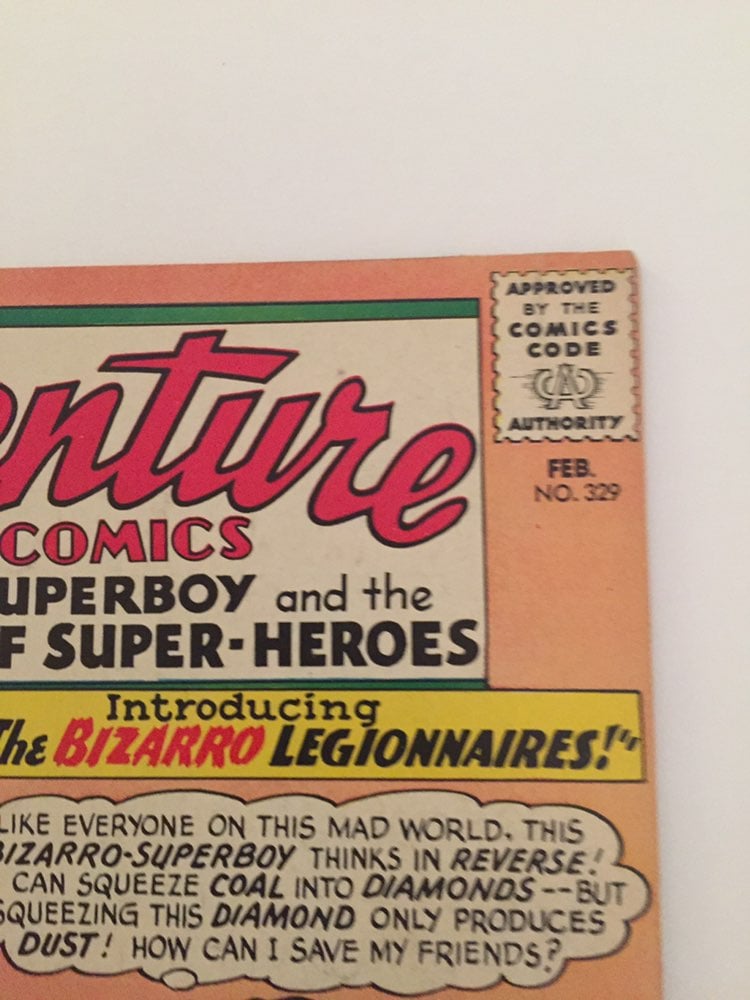 APPROVED
BY THE
COMICS
CODE
CA
AUTHORITY
FEB.
NO. 329
enture
COMICS
UPERBOY and the
F SUPER-HEROES
Introducing
The BIZARRO LEGIONNAIRES!"
LIKE EVERYONE ON THIS MAD WORLD, THIS
BIZARRO-SUPERBOY THINKS IN REVERSE!
CAN SQUEEZE COAL INTO DIAMONDS--BUT
SQUEEZING THIS DIAMOND ONLY PRODUCES
DUST! HOW CAN I SAVE MY FRIENDS?